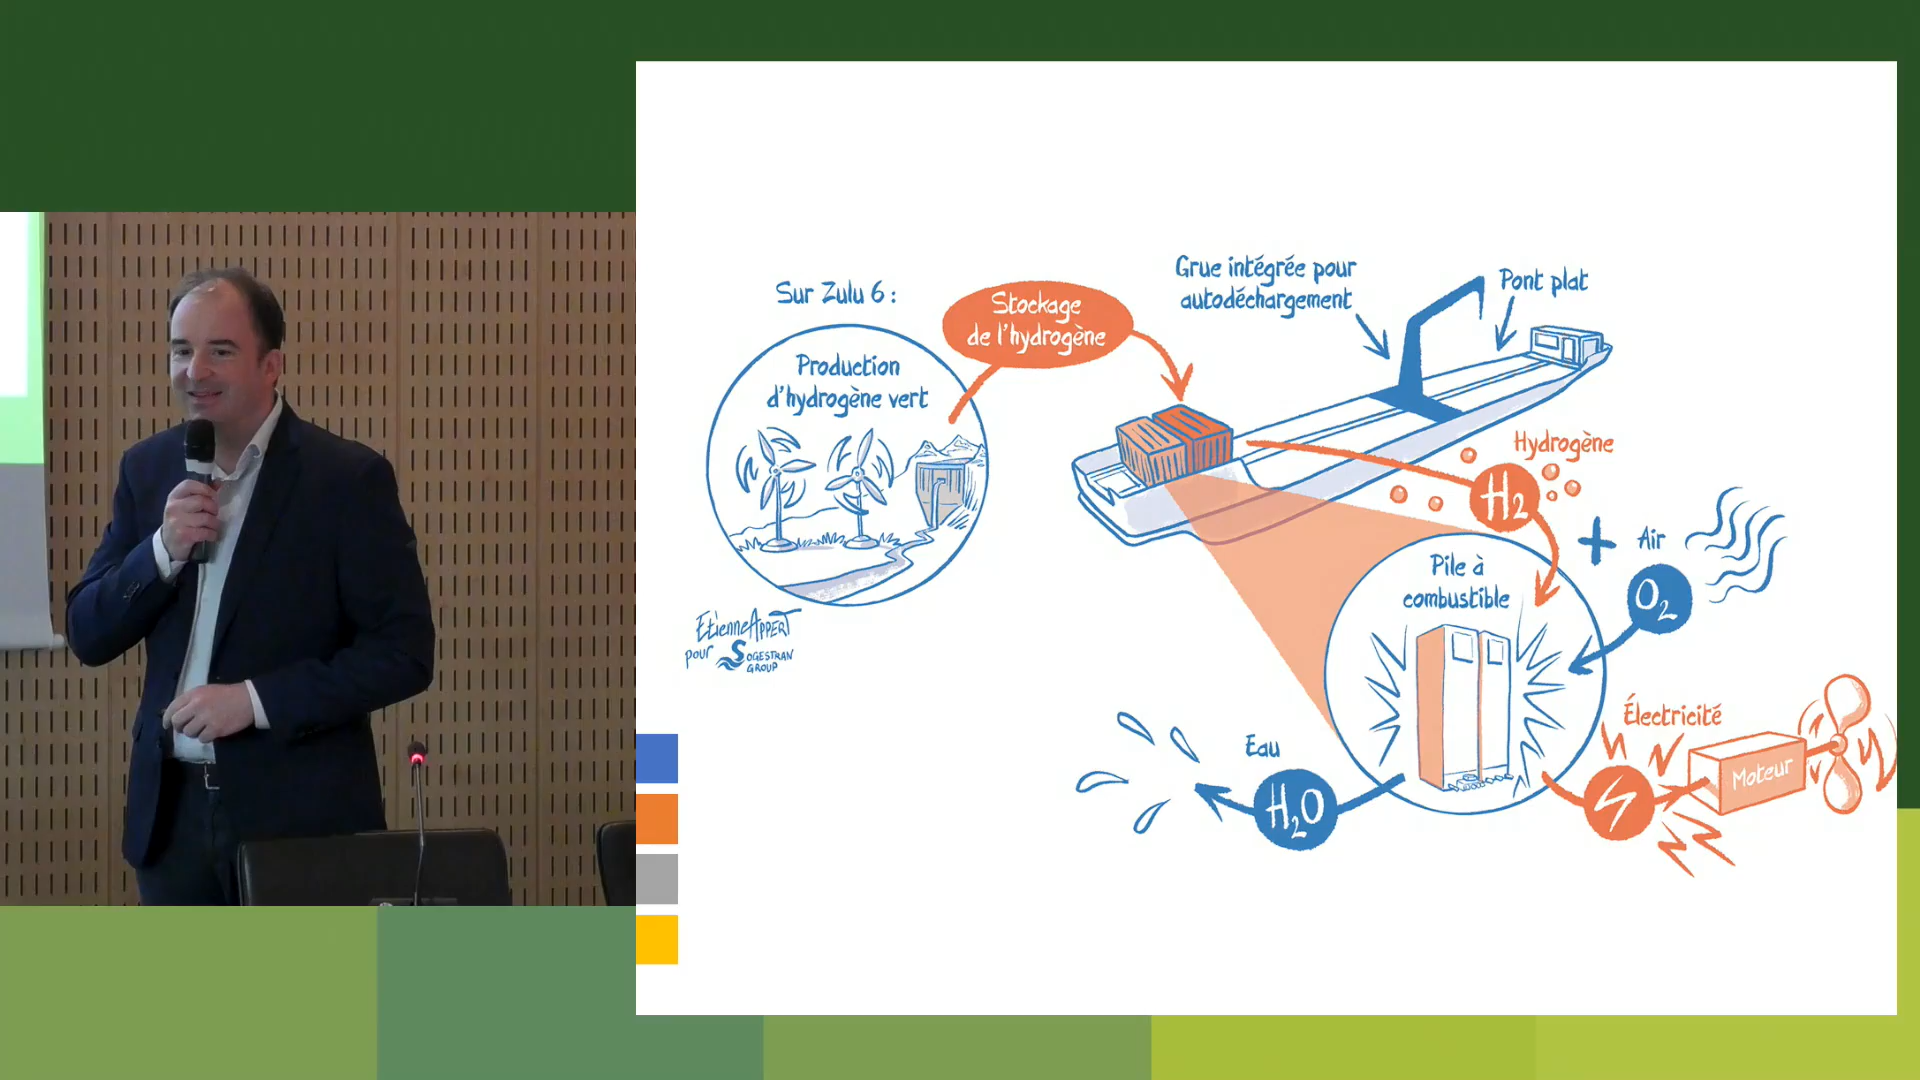 Sur Zulu 6 :
Production
d'hydrogène vert
Stockage
de l'hydrogène
Grue intégrée pour
autodéchargement
Pont plat
Hydrogène
H2
+
Air
O2
Pile à
combustible
Électricité
Moteur
Eau
H2O
Etienne APPERT
pour SOGESTRAN
GROUP